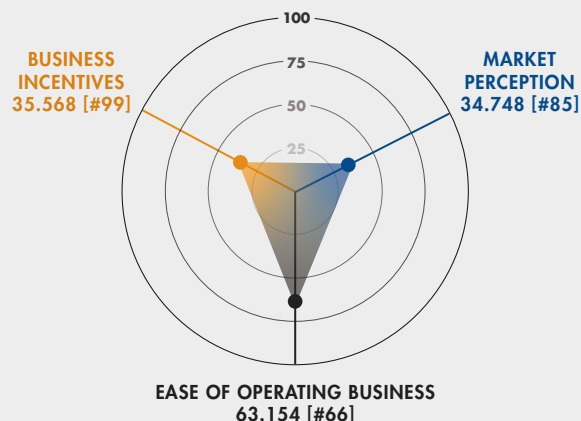 100
75
50
25
BUSINESS
INCENTIVES
35.568 [#99]
MARKET
PERCEPTION
34.748 [#85]
EASE OF OPERATING BUSINESS
63.154 [#66]